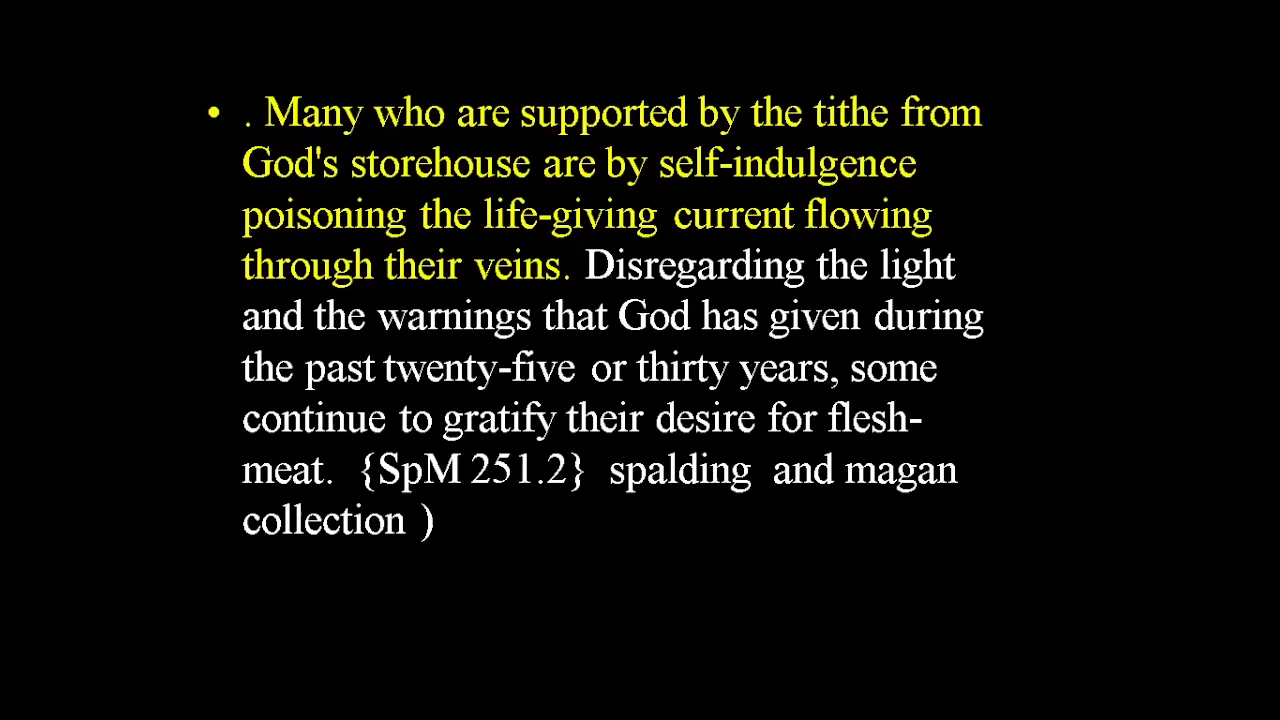 • . Many who are supported by the tithe from
God's storehouse are by self-indulgence
poisoning the life-giving current flowing
through their veins. Disregarding the light
and the warnings that God has given during
the past twenty-five or thirty years, some
continue to gratify their desire for flesh-
meat. {SpM 251.2} spalding and magan
collection )